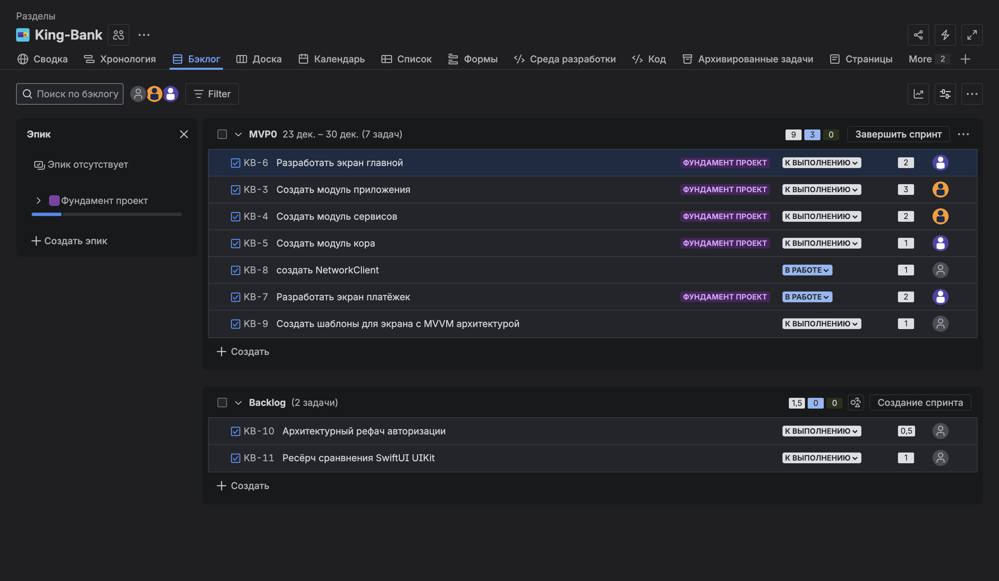 Разделы
King-Bank
Сводка Хронология Бэклог Доска Календарь Список Формы Среда разработки Код Архивированные задачи Страницы More 2
Поиск по бэклогу Filter
Эпик
Эпик отсутствует
Фундамент проект
Создать эпик
MVP0 23 дек. – 30 дек. (7 задач) 9 3 0 Завершить спринт
KB-6 Разработать экран главной ФУНДАМЕНТ ПРОЕКТ К ВЫПОЛНЕНИЮ 2
KB-3 Создать модуль приложения ФУНДАМЕНТ ПРОЕКТ К ВЫПОЛНЕНИЮ 3
KB-4 Создать модуль сервисов ФУНДАМЕНТ ПРОЕКТ К ВЫПОЛНЕНИЮ 2
KB-5 Создать модуль кора ФУНДАМЕНТ ПРОЕКТ К ВЫПОЛНЕНИЮ 1
KB-8 создать NetworkClient В РАБОТЕ 1
KB-7 Разработать экран платёжек ФУНДАМЕНТ ПРОЕКТ В РАБОТЕ 2
KB-9 Создать шаблоны для экрана с MVVM архитектурой К ВЫПОЛНЕНИЮ 1
Создать
Backlog (2 задачи) 1,5 0 0 Создание спринта
KB-10 Архитектурный рефач авторизации К ВЫПОЛНЕНИЮ 0,5
KB-11 Ресёрч сранвнения SwiftUI UIKit К ВЫПОЛНЕНИЮ 1
Создать